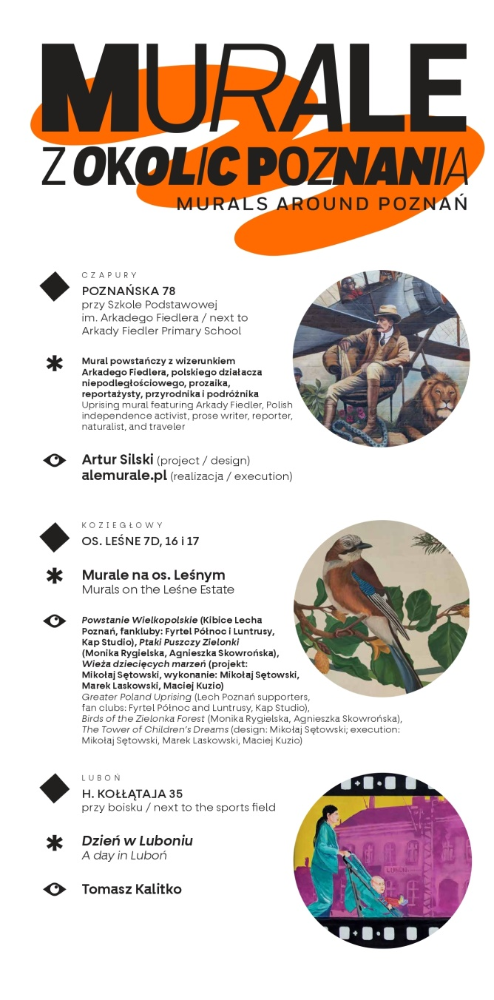 MURALE
Z OKOLIC POZNANIA
MURALS AROUND POZNAŃ
CZAPURY
POZNAŃSKA 78
przy Szkole Podstawowej
im. Arkadego Fiedlera / next to
Arkady Fiedler Primary School
Mural powstańczy z wizerunkiem
Arkadego Fiedlera, polskiego działacza
niepodległościowego, prozaika,
reportażysty, przyrodnika i podróżnika
Uprising mural featuring Arkady Fiedler, Polish
independence activist, prose writer, reporter,
naturalist, and traveler
Artur Silski (project / design)
alemurale.pl (realizacja / execution)
KOZIEGŁOWY
OS. LEŚNE 7D, 16 i 17
Murale na os. Leśnym
Murals on the Leśne Estate
Powstanie Wielkopolskie (Kibice Lecha
Poznań, fankluby: Fyrtel Północ i Luntrusy,
Kap Studio), Ptaki Puszczy Zielonki
(Monika Rygielska, Agnieszka Skowrońska),
Wieża dziecięcych marzeń (projekt:
Mikołaj Sętowski, wykonanie: Mikołaj Sętowski,
Marek Laskowski, Maciej Kuzio)
Greater Poland Uprising (Lech Poznań supporters,
fan clubs: Fyrtel Północ and Luntrusy, Kap Studio),
Birds of the Zielonka Forest (Monika Rygielska, Agnieszka Skowrońska),
The Tower of Children's Dreams (design: Mikołaj Sętowski; execution:
Mikołaj Sętowski, Marek Laskowski, Maciej Kuzio)
LUBOŃ
H. KOŁŁĄTAJA 35
przy boisku / next to the sports field
Dzień w Luboniu
A day in Luboń
Tomasz Kalitko
LUBOŃ